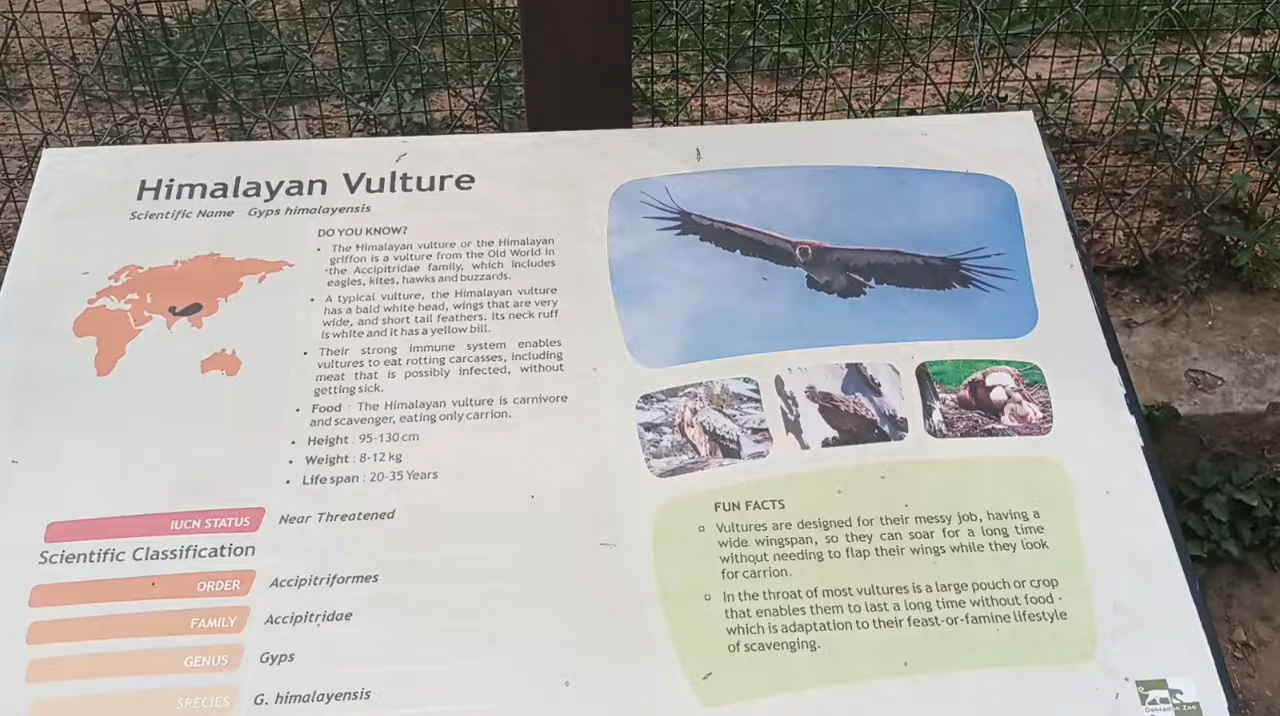 Himalayan Vulture
Scientific Name Gyps himalayensis
DO YOU KNOW?
• The Himalayan vulture or the Himalayan
griffon is a vulture from the Old World in
the Accipitridae family, which includes
eagles, kites, hawks and buzzards.
• A typical vulture, the Himalayan vulture
has a bald white head, wings that are very
wide, and short tail feathers. Its neck ruff
is white and it has a yellow bill.
• Their strong immune system enables
vultures to eat rotting carcasses, including
meat that is possibly infected, without
getting sick.
• Food : The Himalayan vulture is carnivore
and scavenger, eating only carrion.
• Height : 95-130 cm
• Weight : 8-12 kg
• Life span : 20-35 Years
IUCN STATUS Near Threatened
Scientific Classification
ORDER Accipitriformes
FAMILY Accipitridae
GENUS Gyps
SPECIES G. himalayensis
FUN FACTS
Vultures are designed for their messy job, having a
wide wingspan, so they can soar for a long time
without needing to flap their wings while they look
for carrion.
In the throat of most vultures is a large pouch or crop
that enables them to last a long time without food -
which is adaptation to their feast-or-famine lifestyle
of scavenging.
Dehradun Zoo